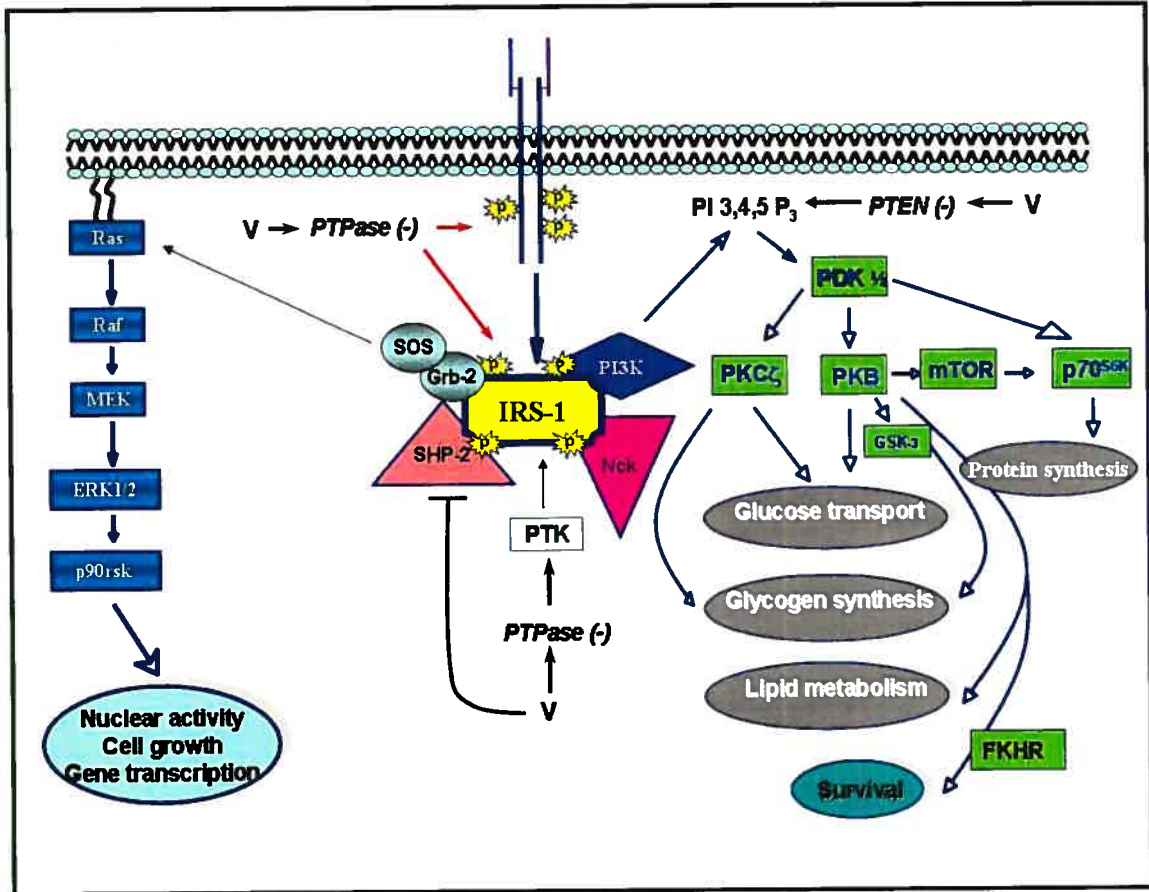 P
P
P
V
PTPase (-)
PI 3,4,5 P3
PTEN (-)
V
Ras
Raf
MEK
ERK1/2
p90rsk
Nuclear activity
Cell growth
Gene transcription
SOS
Grb-2
P
P
PI3K
IRS-1
SHP-2
P
P
Nck
PTK
PTPase (-)
V
PDK ½
PKCζ
PKB
mTOR
p70S6K
GSK-3
Protein synthesis
Glucose transport
Glycogen synthesis
Lipid metabolism
FKHR
Survival